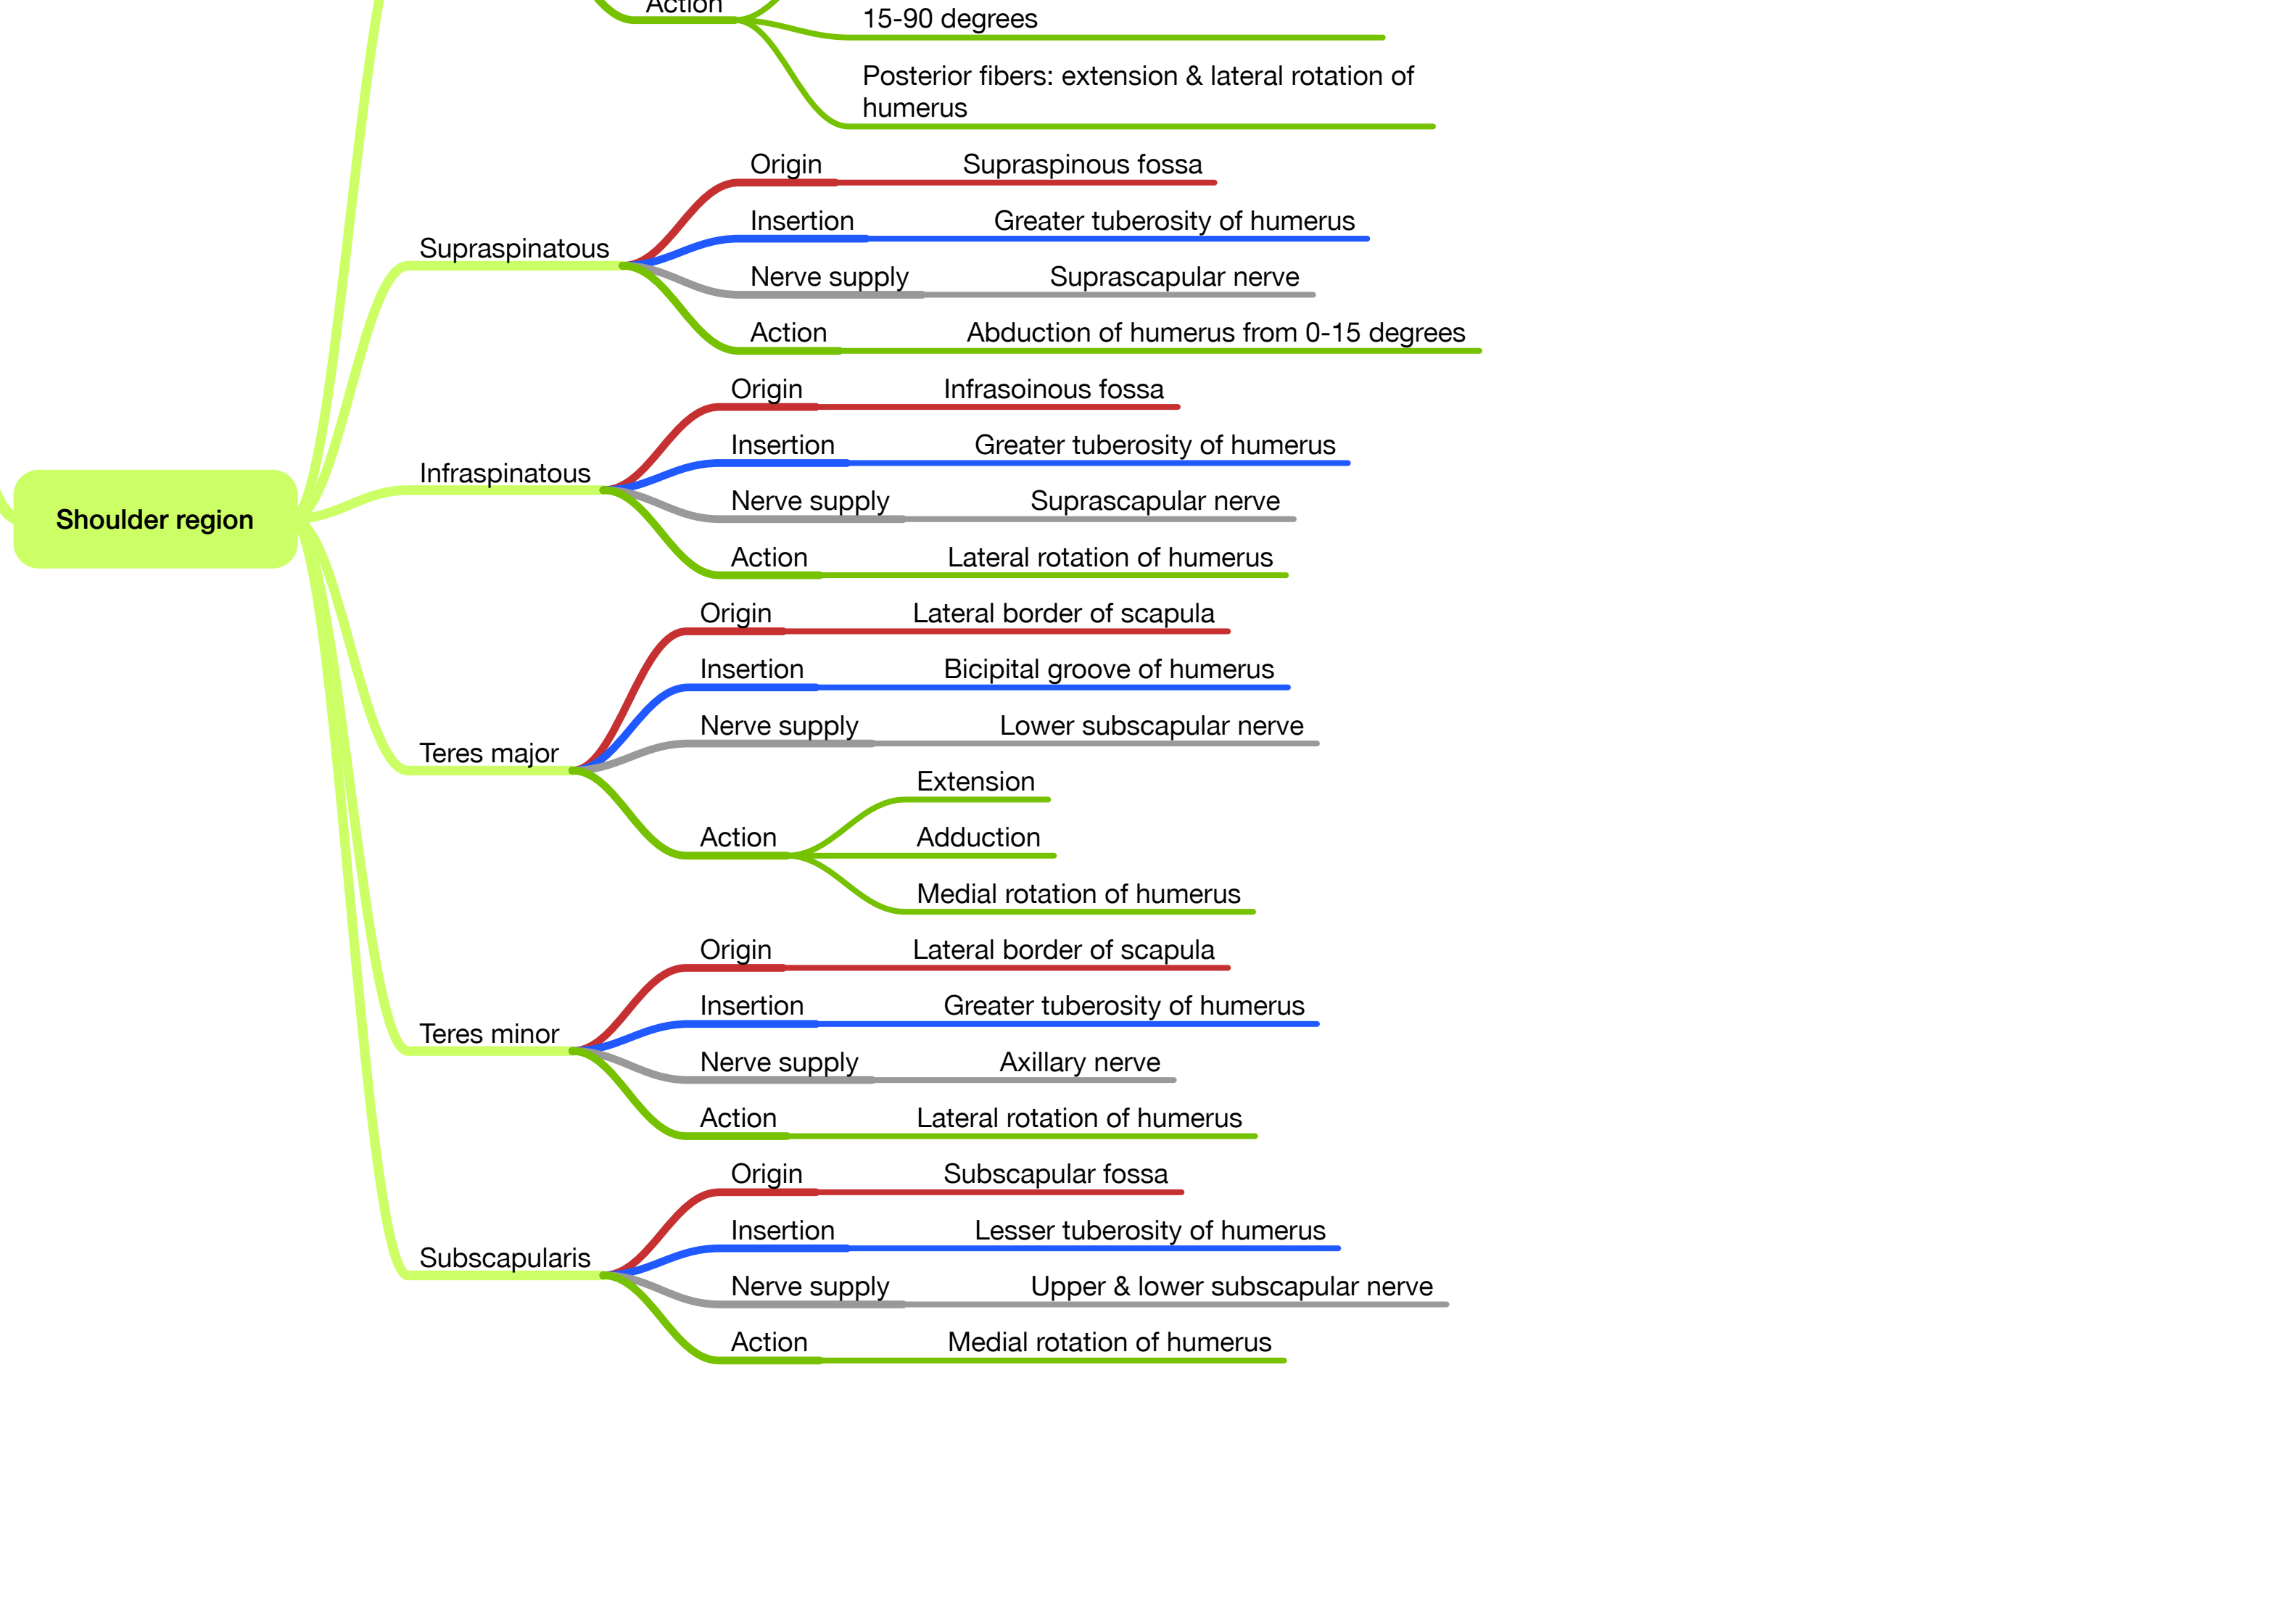 Action
15-90 degrees
Posterior fibers: extension & lateral rotation of
humerus
Supraspinatous
Origin
Supraspinous fossa
Insertion
Greater tuberosity of humerus
Nerve supply
Suprascapular nerve
Action
Abduction of humerus from 0-15 degrees
Shoulder region
Infraspinatous
Origin
Infrasoinous fossa
Insertion
Greater tuberosity of humerus
Nerve supply
Suprascapular nerve
Action
Lateral rotation of humerus
Teres major
Origin
Lateral border of scapula
Insertion
Bicipital groove of humerus
Nerve supply
Lower subscapular nerve
Action
Extension
Adduction
Medial rotation of humerus
Teres minor
Origin
Lateral border of scapula
Insertion
Greater tuberosity of humerus
Nerve supply
Axillary nerve
Action
Lateral rotation of humerus
Subscapularis
Origin
Subscapular fossa
Insertion
Lesser tuberosity of humerus
Nerve supply
Upper & lower subscapular nerve
Action
Medial rotation of humerus